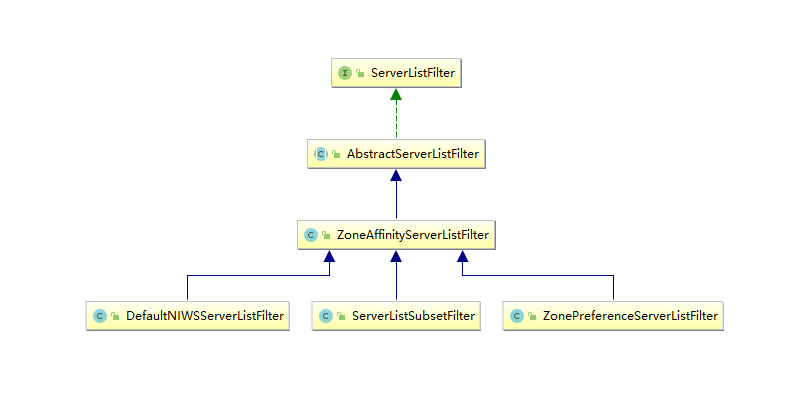 I ServerListFilter
C AbstractServerListFilter
C ZoneAffinityServerListFilter
C DefaultNIWSServerListFilter
C ServerListSubsetFilter
C ZonePreferenceServerListFilter